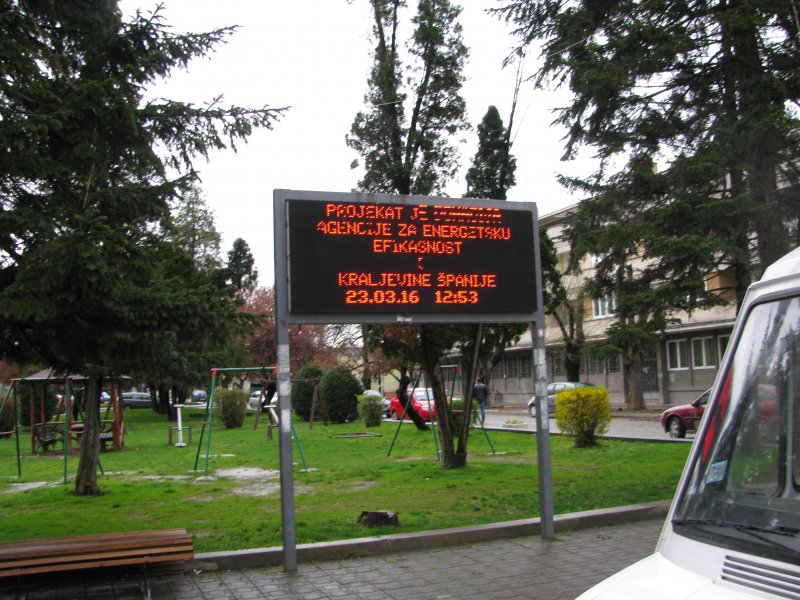 PROJEKAT JE
AGENCIJE ZA ENERGETSKU
EFIKASNOST
I
KRALJEVINE ŠPANIJE
23.03.16 12:53